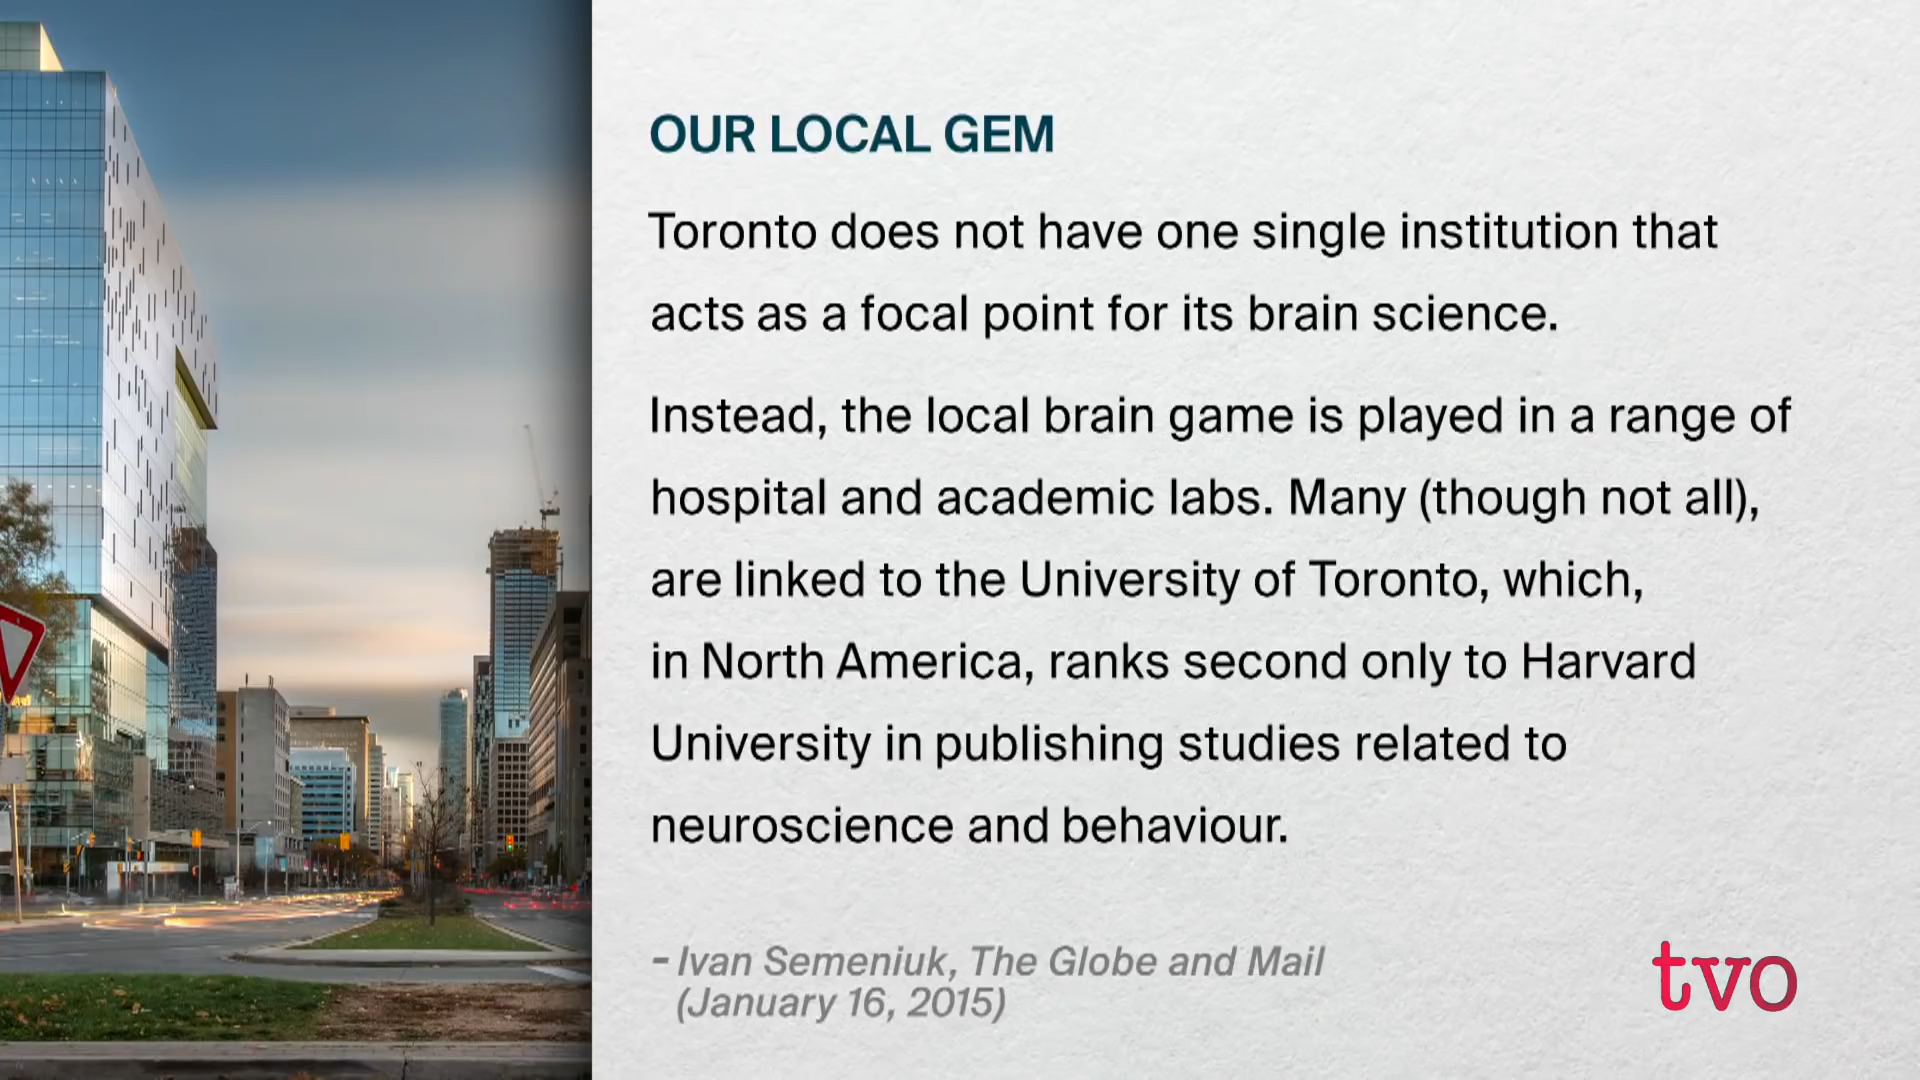 OUR LOCAL GEM
Toronto does not have one single institution that
acts as a focal point for its brain science.
Instead, the local brain game is played in a range of
hospital and academic labs. Many (though not all),
are linked to the University of Toronto, which,
in North America, ranks second only to Harvard
University in publishing studies related to
neuroscience and behaviour.
- Ivan Semeniuk, The Globe and Mail
(January 16, 2015)
tvo